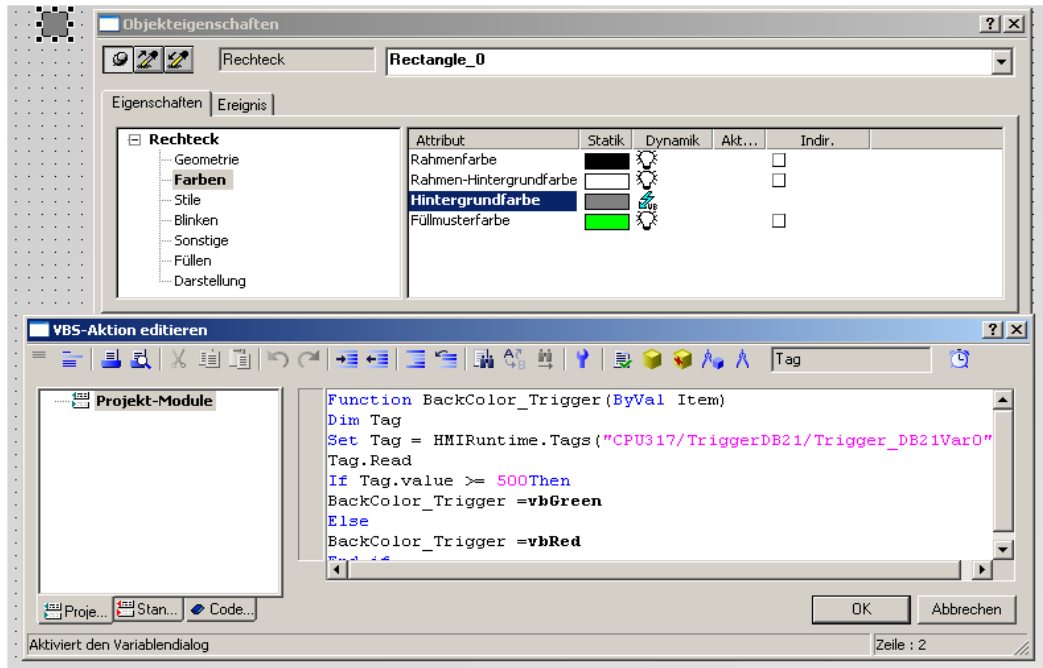 Objekteigenschaften
Rechteck
Rectangle_0
Eigenschaften
Ereignis
Rechteck
Geometrie
Farben
Stile
Blinken
Sonstige
Füllen
Darstellung
Attribut Statik Dynamik Akt... Indir.
Rahmenfarbe
Rahmen-Hintergrundfarbe
Hintergrundfarbe
Füllmusterfarbe
VBS-Aktion editieren
Tag
Projekt-Module
Function BackColor_Trigger(ByVal Item)
Dim Tag
Set Tag = HMIRuntime.Tags("CPU317/TriggerDB21/Trigger_DB21Var0"
Tag.Read
If Tag.value >= 500Then
BackColor_Trigger =vbGreen
Else
BackColor_Trigger =vbRed
End if
Proje... Stan... Code...
OK Abbrechen
Aktiviert den Variablendialog
Zeile : 2